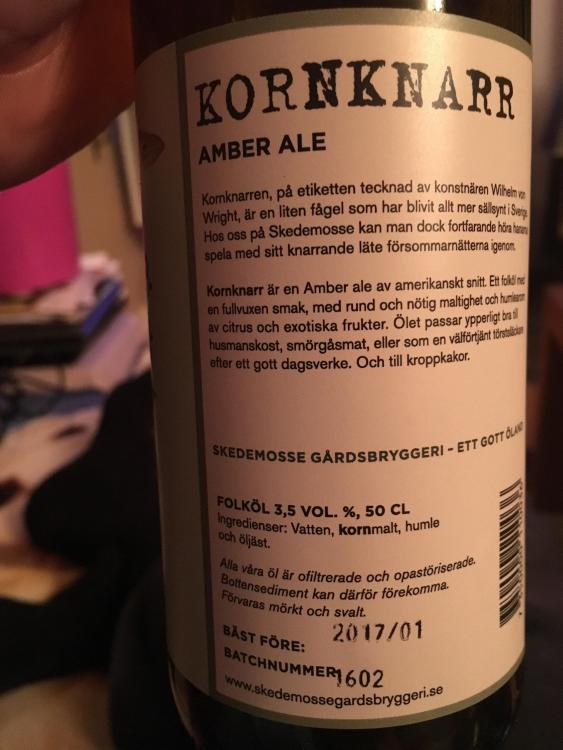 KORNKNARR
AMBER ALE
Kornknarren, på etiketten tecknad av konstnären Wilhelm von
Wright, är en liten fågel som har blivit allt mer sällsynt i Sverige.
Hos oss på Skedemosse kan man dock fortfarande höra hanarna
spela med sitt knarrande läte försommarnätterna igenom.
Kornknarr är en Amber ale av amerikanskt snitt. Ett folköl med
en fullvuxen smak, med rund och nötig maltighet och humlearom
av citrus och exotiska frukter. Ölet passar ypperligt bra till
husmanskost, smörgåsmat, eller som en välförtjänt törstsläckare
efter ett gott dagsverke. Och till kroppkakor.
SKEDEMOSSE GÅRDSBRYGGERI – ETT GOTT ÖLAND
FOLKÖL 3,5 VOL. %, 50 CL
Ingredienser: Vatten, kornmalt, humle
och öljäst.
Alla våra öl är ofiltrerade och opastöriserade.
Bottensediment kan därför förekomma.
Förvaras mörkt och svalt.
BÄST FÖRE: 2017/01
BATCHNUMMER: 1602
www.skedemossegardsbryggeri.se